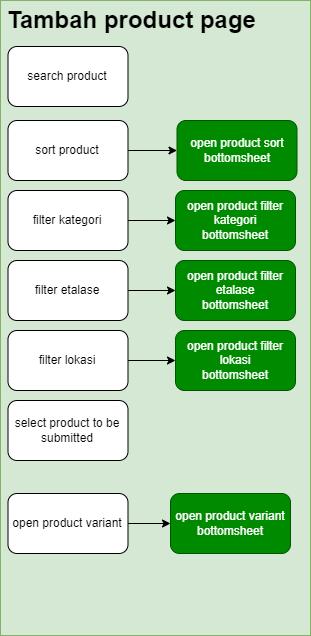 Tambah product page
search product
sort product
open product sort
bottomsheet
filter kategori
open product filter
kategori
bottomsheet
filter etalase
open product filter
etalase
bottomsheet
filter lokasi
open product filter
lokasi
bottomsheet
select product to be
submitted
open product variant
open product variant
bottomsheet